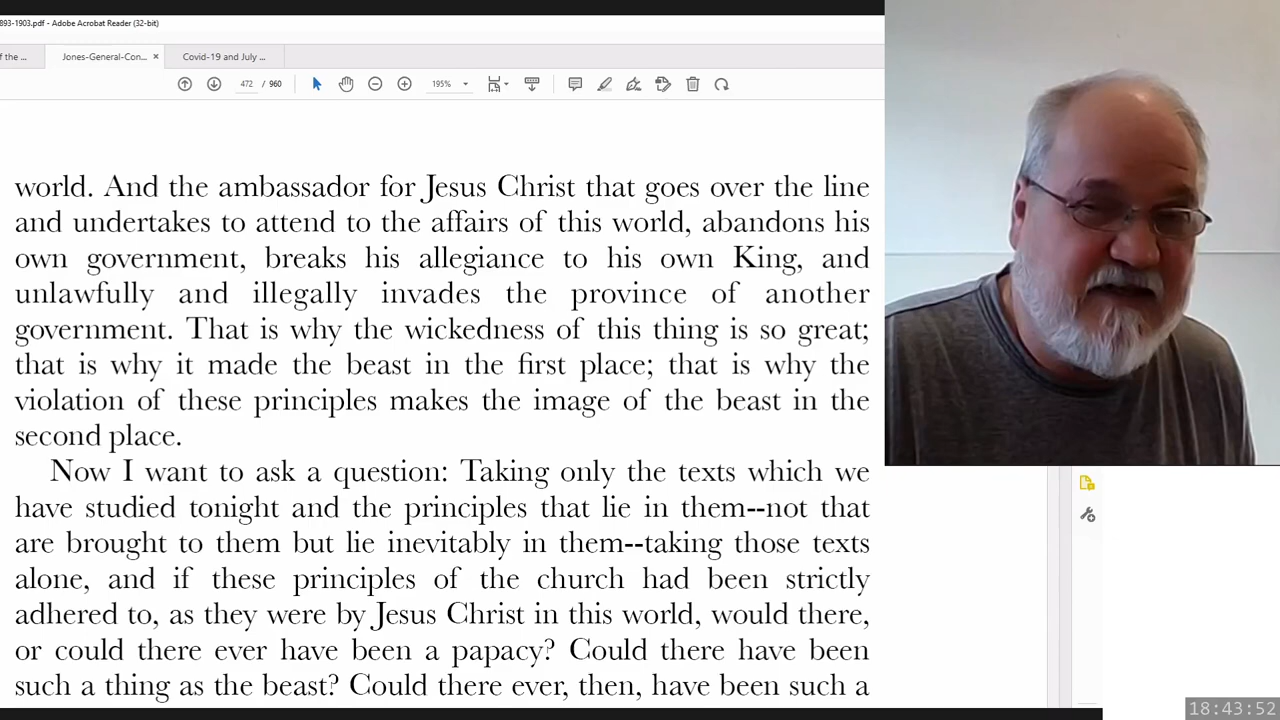 893-1903.pdf - Adobe Acrobat Reader (32-bit)
f the ...
Jones-General-Con... ×
Covid-19 and July ...
472 / 960
195%
world. And the ambassador for Jesus Christ that goes over the line
and undertakes to attend to the affairs of this world, abandons his
own government, breaks his allegiance to his own King, and
unlawfully and illegally invades the province of another
government. That is why the wickedness of this thing is so great;
that is why it made the beast in the first place; that is why the
violation of these principles makes the image of the beast in the
second place.
Now I want to ask a question: Taking only the texts which we
have studied tonight and the principles that lie in them--not that
are brought to them but lie inevitably in them--taking those texts
alone, and if these principles of the church had been strictly
adhered to, as they were by Jesus Christ in this world, would there,
or could there ever have been a papacy? Could there have been
such a thing as the beast? Could there ever, then, have been such a
18:43:52